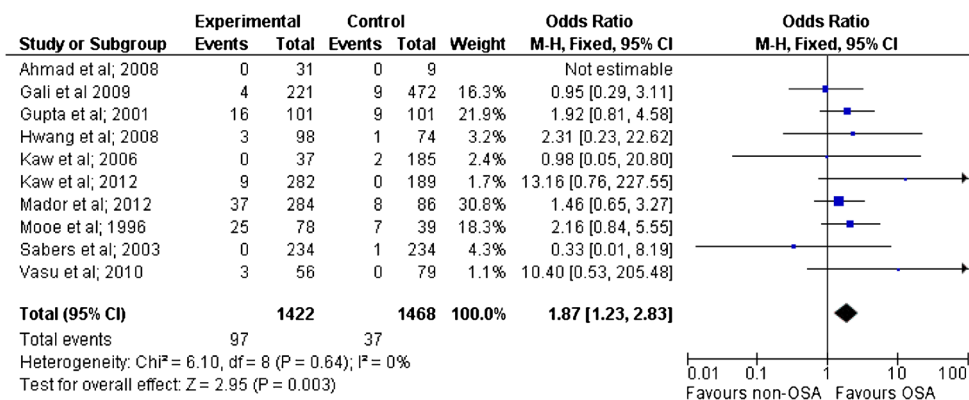 Experimental Control Odds Ratio Odds Ratio
Study or Subgroup Events Total Events Total Weight M-H, Fixed, 95% CI M-H, Fixed, 95% CI
Ahmad et al; 2008 0 31 0 9 Not estimable
Gali et al 2009 4 221 9 472 16.3% 0.95 [0.29, 3.11]
Gupta et al; 2001 16 101 9 101 21.9% 1.92 [0.81, 4.58]
Hwang et al; 2008 3 98 1 74 3.2% 2.31 [0.23, 22.62]
Kaw et al; 2006 0 37 2 185 2.4% 0.98 [0.05, 20.80]
Kaw et al; 2012 9 282 0 189 1.7% 13.16 [0.76, 227.55]
Mador et al; 2012 37 284 8 86 30.8% 1.46 [0.65, 3.27]
Mooe et al; 1996 25 78 7 39 18.3% 2.16 [0.84, 5.55]
Sabers et al; 2003 0 234 1 234 4.3% 0.33 [0.01, 8.19]
Vasu et al; 2010 3 56 0 79 1.1% 10.40 [0.53, 205.48]
Total (95% CI) 1422 1468 100.0% 1.87 [1.23, 2.83]
Total events 97 37
Heterogeneity: Chi² = 6.10, df = 8 (P = 0.64); I² = 0%
Test for overall effect: Z = 2.95 (P = 0.003)
0.01 0.1 1 10 100
Favours non-OSA Favours OSA